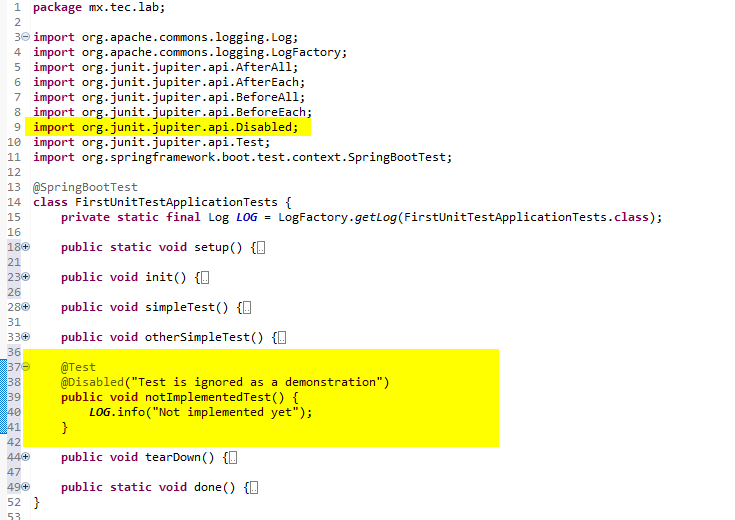 1 package mx.tec.lab;
2
3 import org.apache.commons.logging.Log;
4 import org.apache.commons.logging.LogFactory;
5 import org.junit.jupiter.api.AfterAll;
6 import org.junit.jupiter.api.AfterEach;
7 import org.junit.jupiter.api.BeforeAll;
8 import org.junit.jupiter.api.BeforeEach;
9 import org.junit.jupiter.api.Disabled;
10 import org.junit.jupiter.api.Test;
11 import org.springframework.boot.test.context.SpringBootTest;
12
13 @SpringBootTest
14 class FirstUnitTestApplicationTests {
15 private static final Log LOG = LogFactory.getLog(FirstUnitTestApplicationTests.class);
16
18 public static void setup() {
21
23 public void init() {
26
28 public void simpleTest() {
31
33 public void otherSimpleTest() {
36
37 @Test
38 @Disabled("Test is ignored as a demonstration")
39 public void notImplementedTest() {
40 LOG.info("Not implemented yet");
41 }
42
44 public void tearDown() {
47
49 public static void done() {
52 }
53